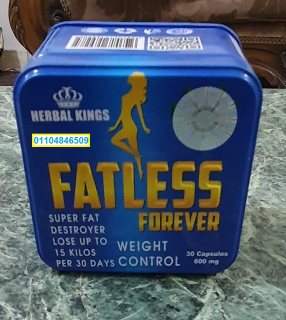 HERBAL KINGS
01104846509
FATLESS
FOREVER
SUPER FAT
DESTROYER
LOSE UP TO
15 KILOS
PER 30 DAYS
WEIGHT
CONTROL
30 Capsules
600 mg